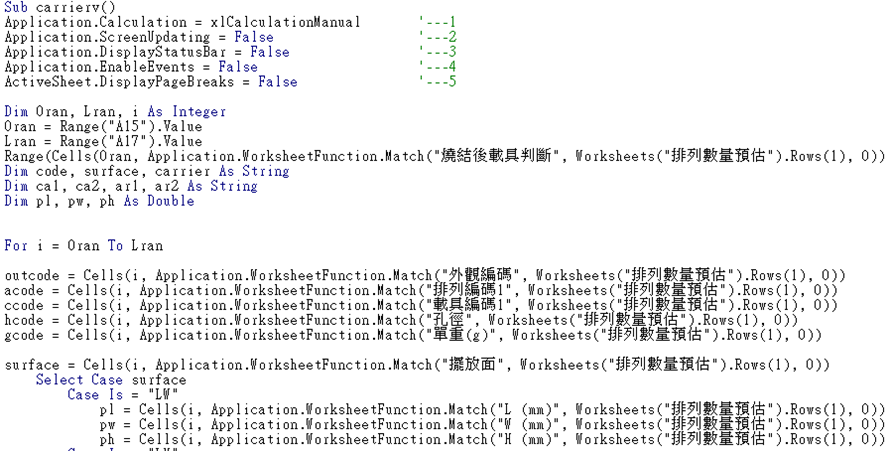 Sub carrierv()
Application.Calculation = xlCalculationManual '---1
Application.ScreenUpdating = False '---2
Application.DisplayStatusBar = False '---3
Application.EnableEvents = False '---4
ActiveSheet.DisplayPageBreaks = False '---5
Dim Oran, Lran, i As Integer
Oran = Range("A15").Value
Lran = Range("A17").Value
Range(Cells(Oran, Application.WorksheetFunction.Match("燒結後載具判斷", Worksheets("排列數量預估").Rows(1), 0))
Dim code, surface, carrier As String
Dim ca1, ca2, ar1, ar2 As String
Dim pl, pw, ph As Double
For i = Oran To Lran
outcode = Cells(i, Application.WorksheetFunction.Match("外觀編碼", Worksheets("排列數量預估").Rows(1), 0))
acode = Cells(i, Application.WorksheetFunction.Match("排列編碼1", Worksheets("排列數量預估").Rows(1), 0))
ccode = Cells(i, Application.WorksheetFunction.Match("載具編碼1", Worksheets("排列數量預估").Rows(1), 0))
hcode = Cells(i, Application.WorksheetFunction.Match("孔徑", Worksheets("排列數量預估").Rows(1), 0))
gcode = Cells(i, Application.WorksheetFunction.Match("單重(g)", Worksheets("排列數量預估").Rows(1), 0))
surface = Cells(i, Application.WorksheetFunction.Match("擺放面", Worksheets("排列數量預估").Rows(1), 0))
Select Case surface
Case Is = "LW"
pl = Cells(i, Application.WorksheetFunction.Match("L (mm)", Worksheets("排列數量預估").Rows(1), 0))
pw = Cells(i, Application.WorksheetFunction.Match("W (mm)", Worksheets("排列數量預估").Rows(1), 0))
ph = Cells(i, Application.WorksheetFunction.Match("H (mm)", Worksheets("排列數量預估").Rows(1), 0))